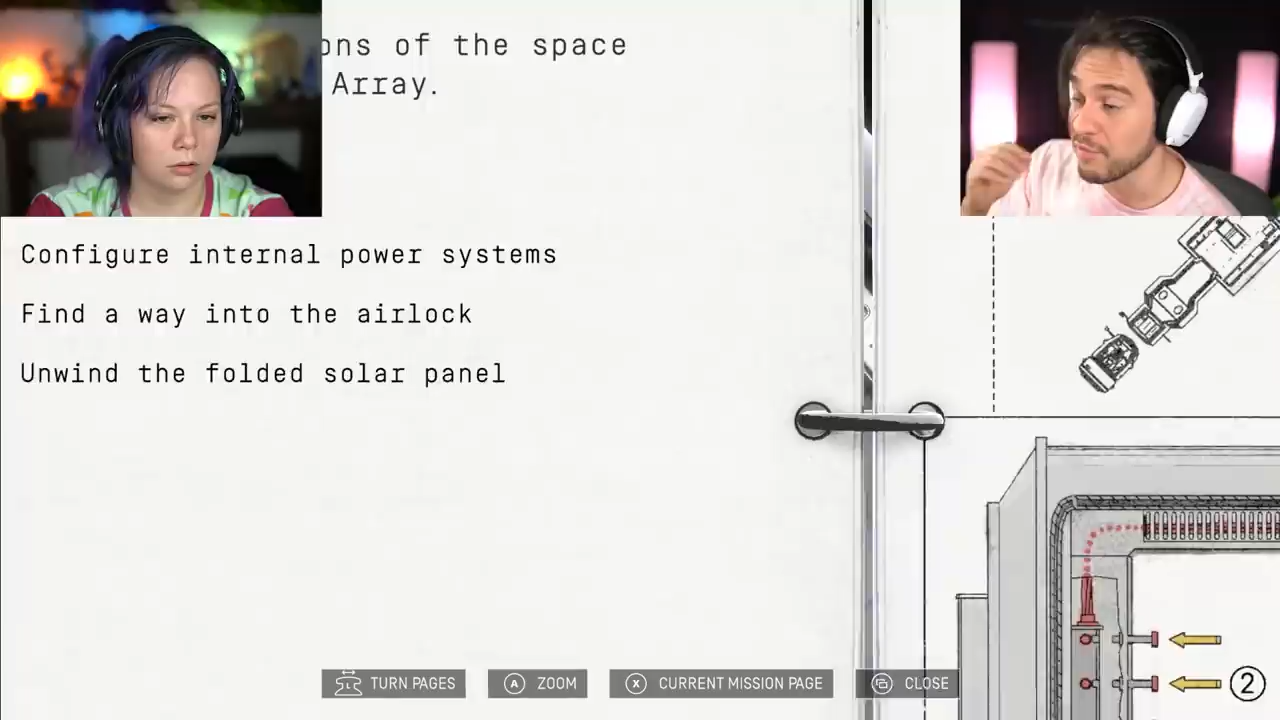 of the space
Array.
Configure internal power systems
Find a way into the airlock
Unwind the folded solar panel
L TURN PAGES
A ZOOM
X CURRENT MISSION PAGE
CLOSE
2